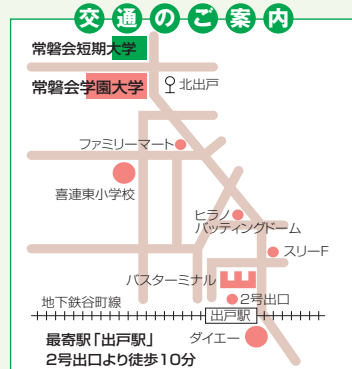 交通のご案内
常磐会短期大学
常磐会学園大学
北出戸
ファミリーマート
喜連東小学校
ヒラノ
バッティングドーム
スリーF
バスターミナル
2号出口
地下鉄谷町線
出戸駅
最寄駅「出戸駅」
2号出口より徒歩10分
ダイエー